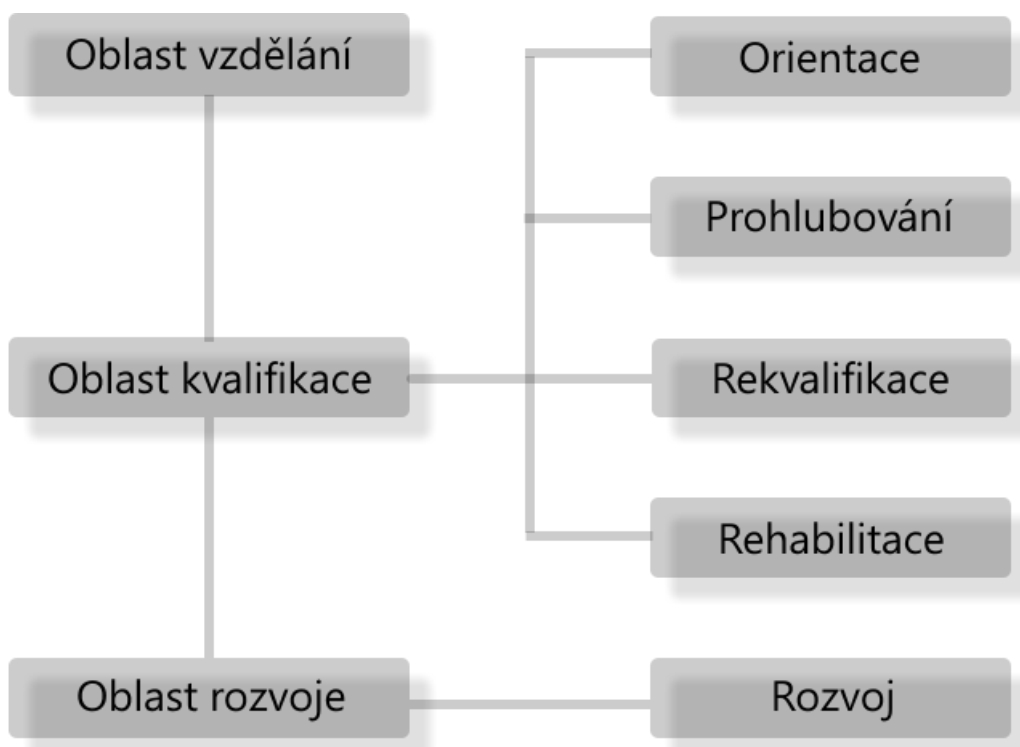 Oblast vzdělání
Orientace
Prohlubování
Oblast kvalifikace
Rekvalifikace
Rehabilitace
Oblast rozvoje
Rozvoj